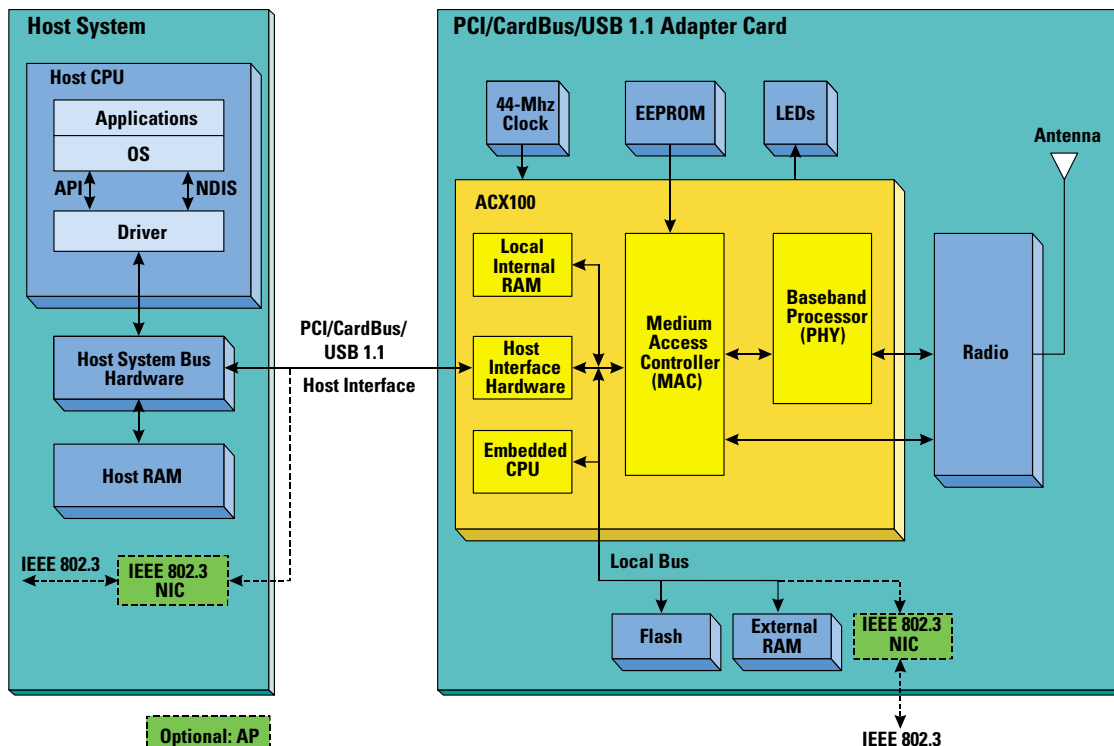 Host System
Host CPU
Applications
OS
API
NDIS
Driver
Host System Bus
Hardware
Host RAM
IEEE 802.3
IEEE 802.3
NIC
Optional: AP
PCI/CardBus/
USB 1.1
Host Interface
PCI/CardBus/USB 1.1 Adapter Card
44-Mhz
Clock
EEPROM
LEDs
Antenna
ACX100
Local
Internal
RAM
Host
Interface
Hardware
Embedded
CPU
Medium
Access
Controller
(MAC)
Baseband
Processor
(PHY)
Radio
Local Bus
Flash
External
RAM
IEEE 802.3
NIC
IEEE 802.3